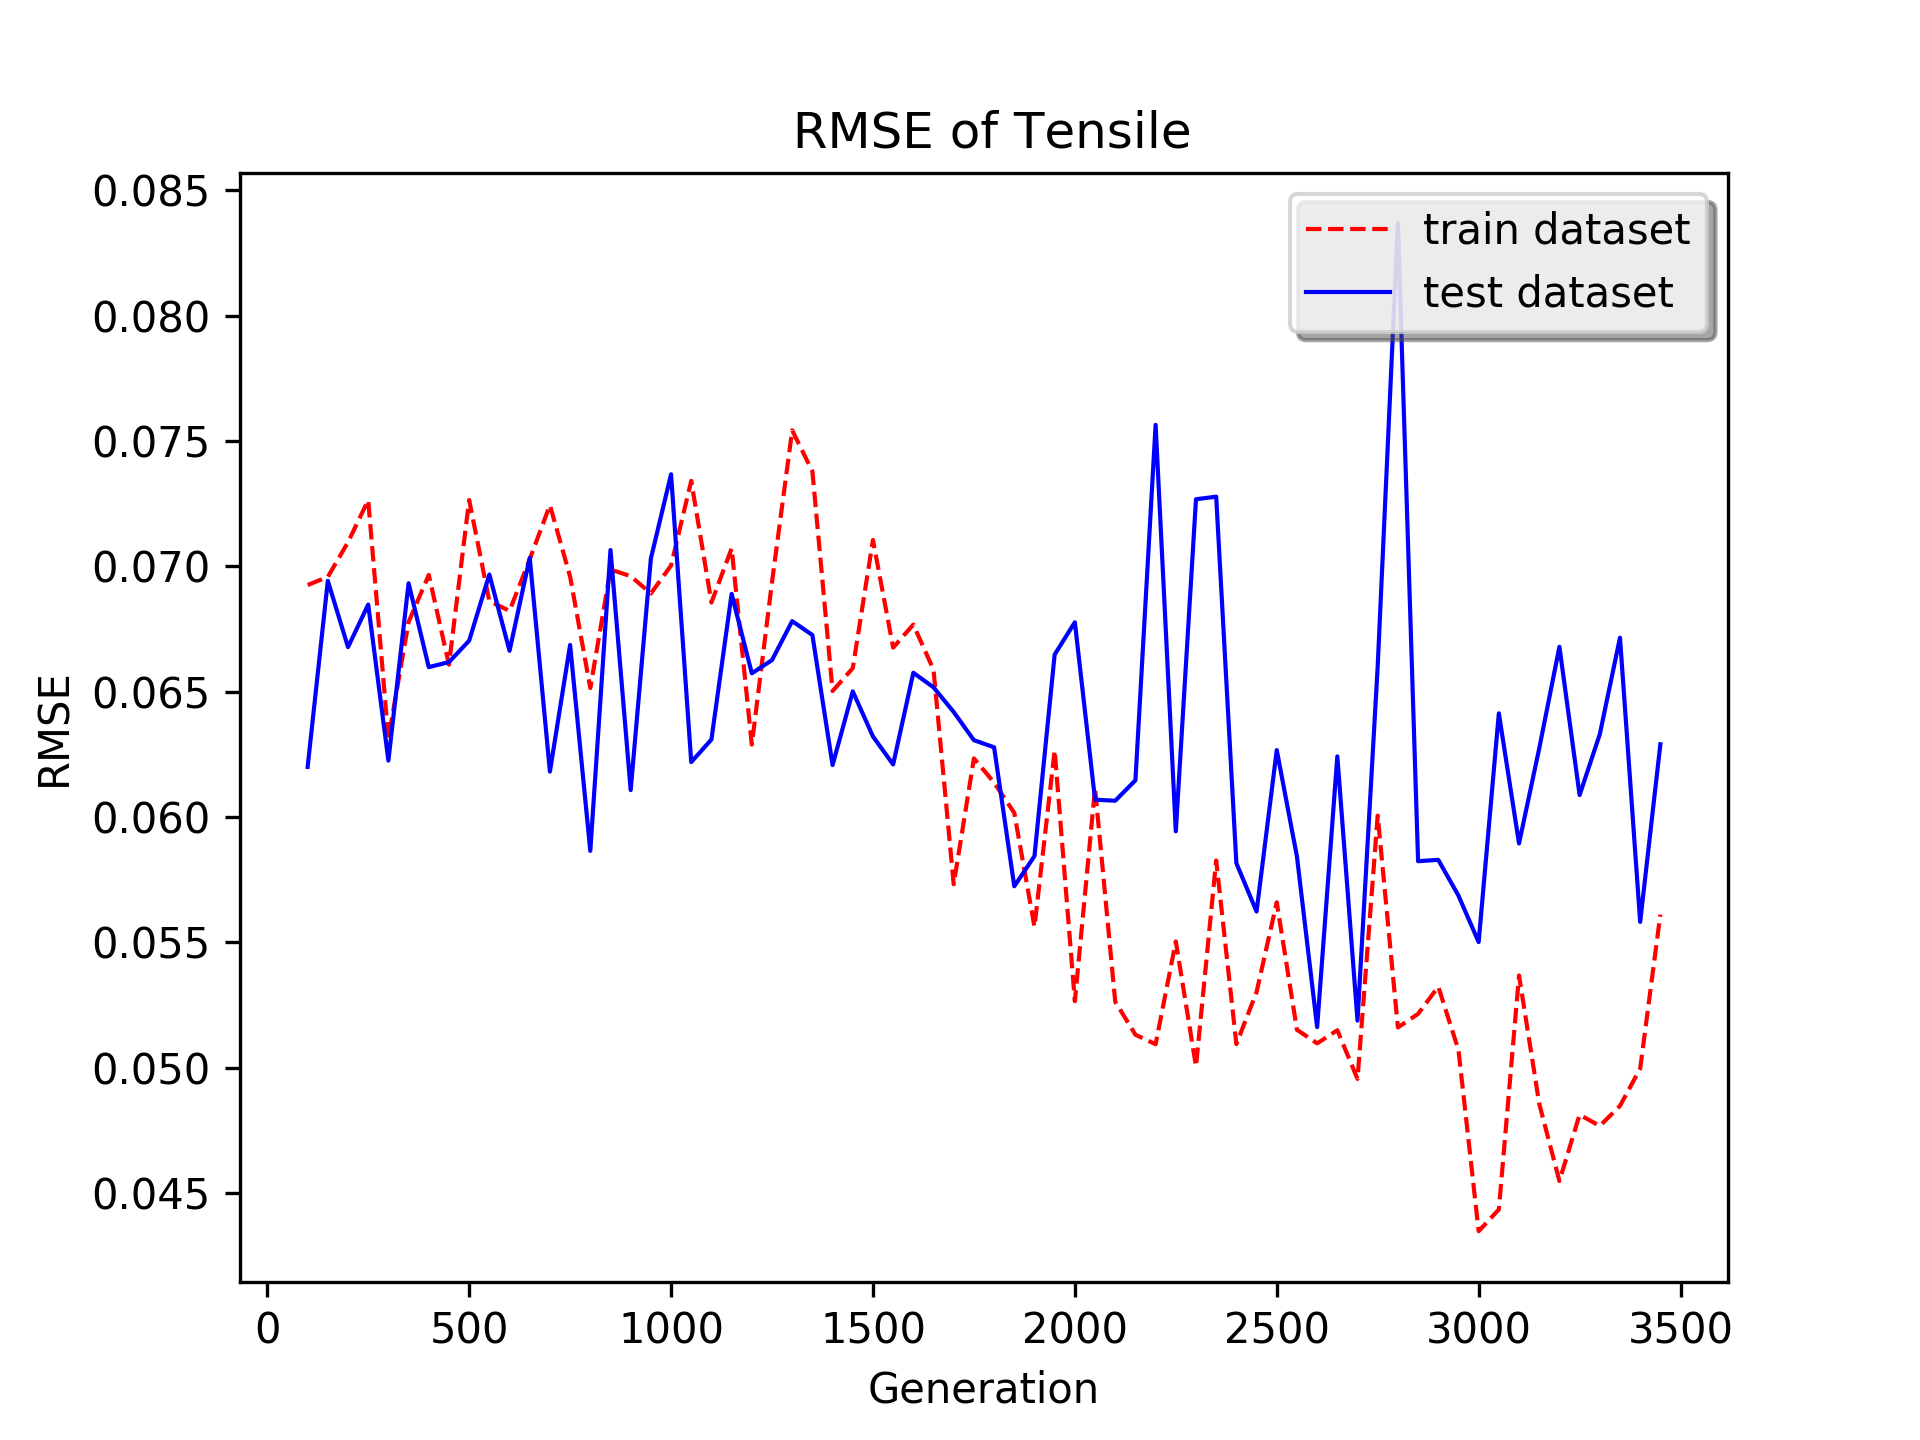 RMSE of Tensile
0.085
0.080
0.075
0.070
0.065
0.060
0.055
0.050
0.045
RMSE
train dataset
test dataset
0 500 1000 1500 2000 2500 3000 3500
Generation